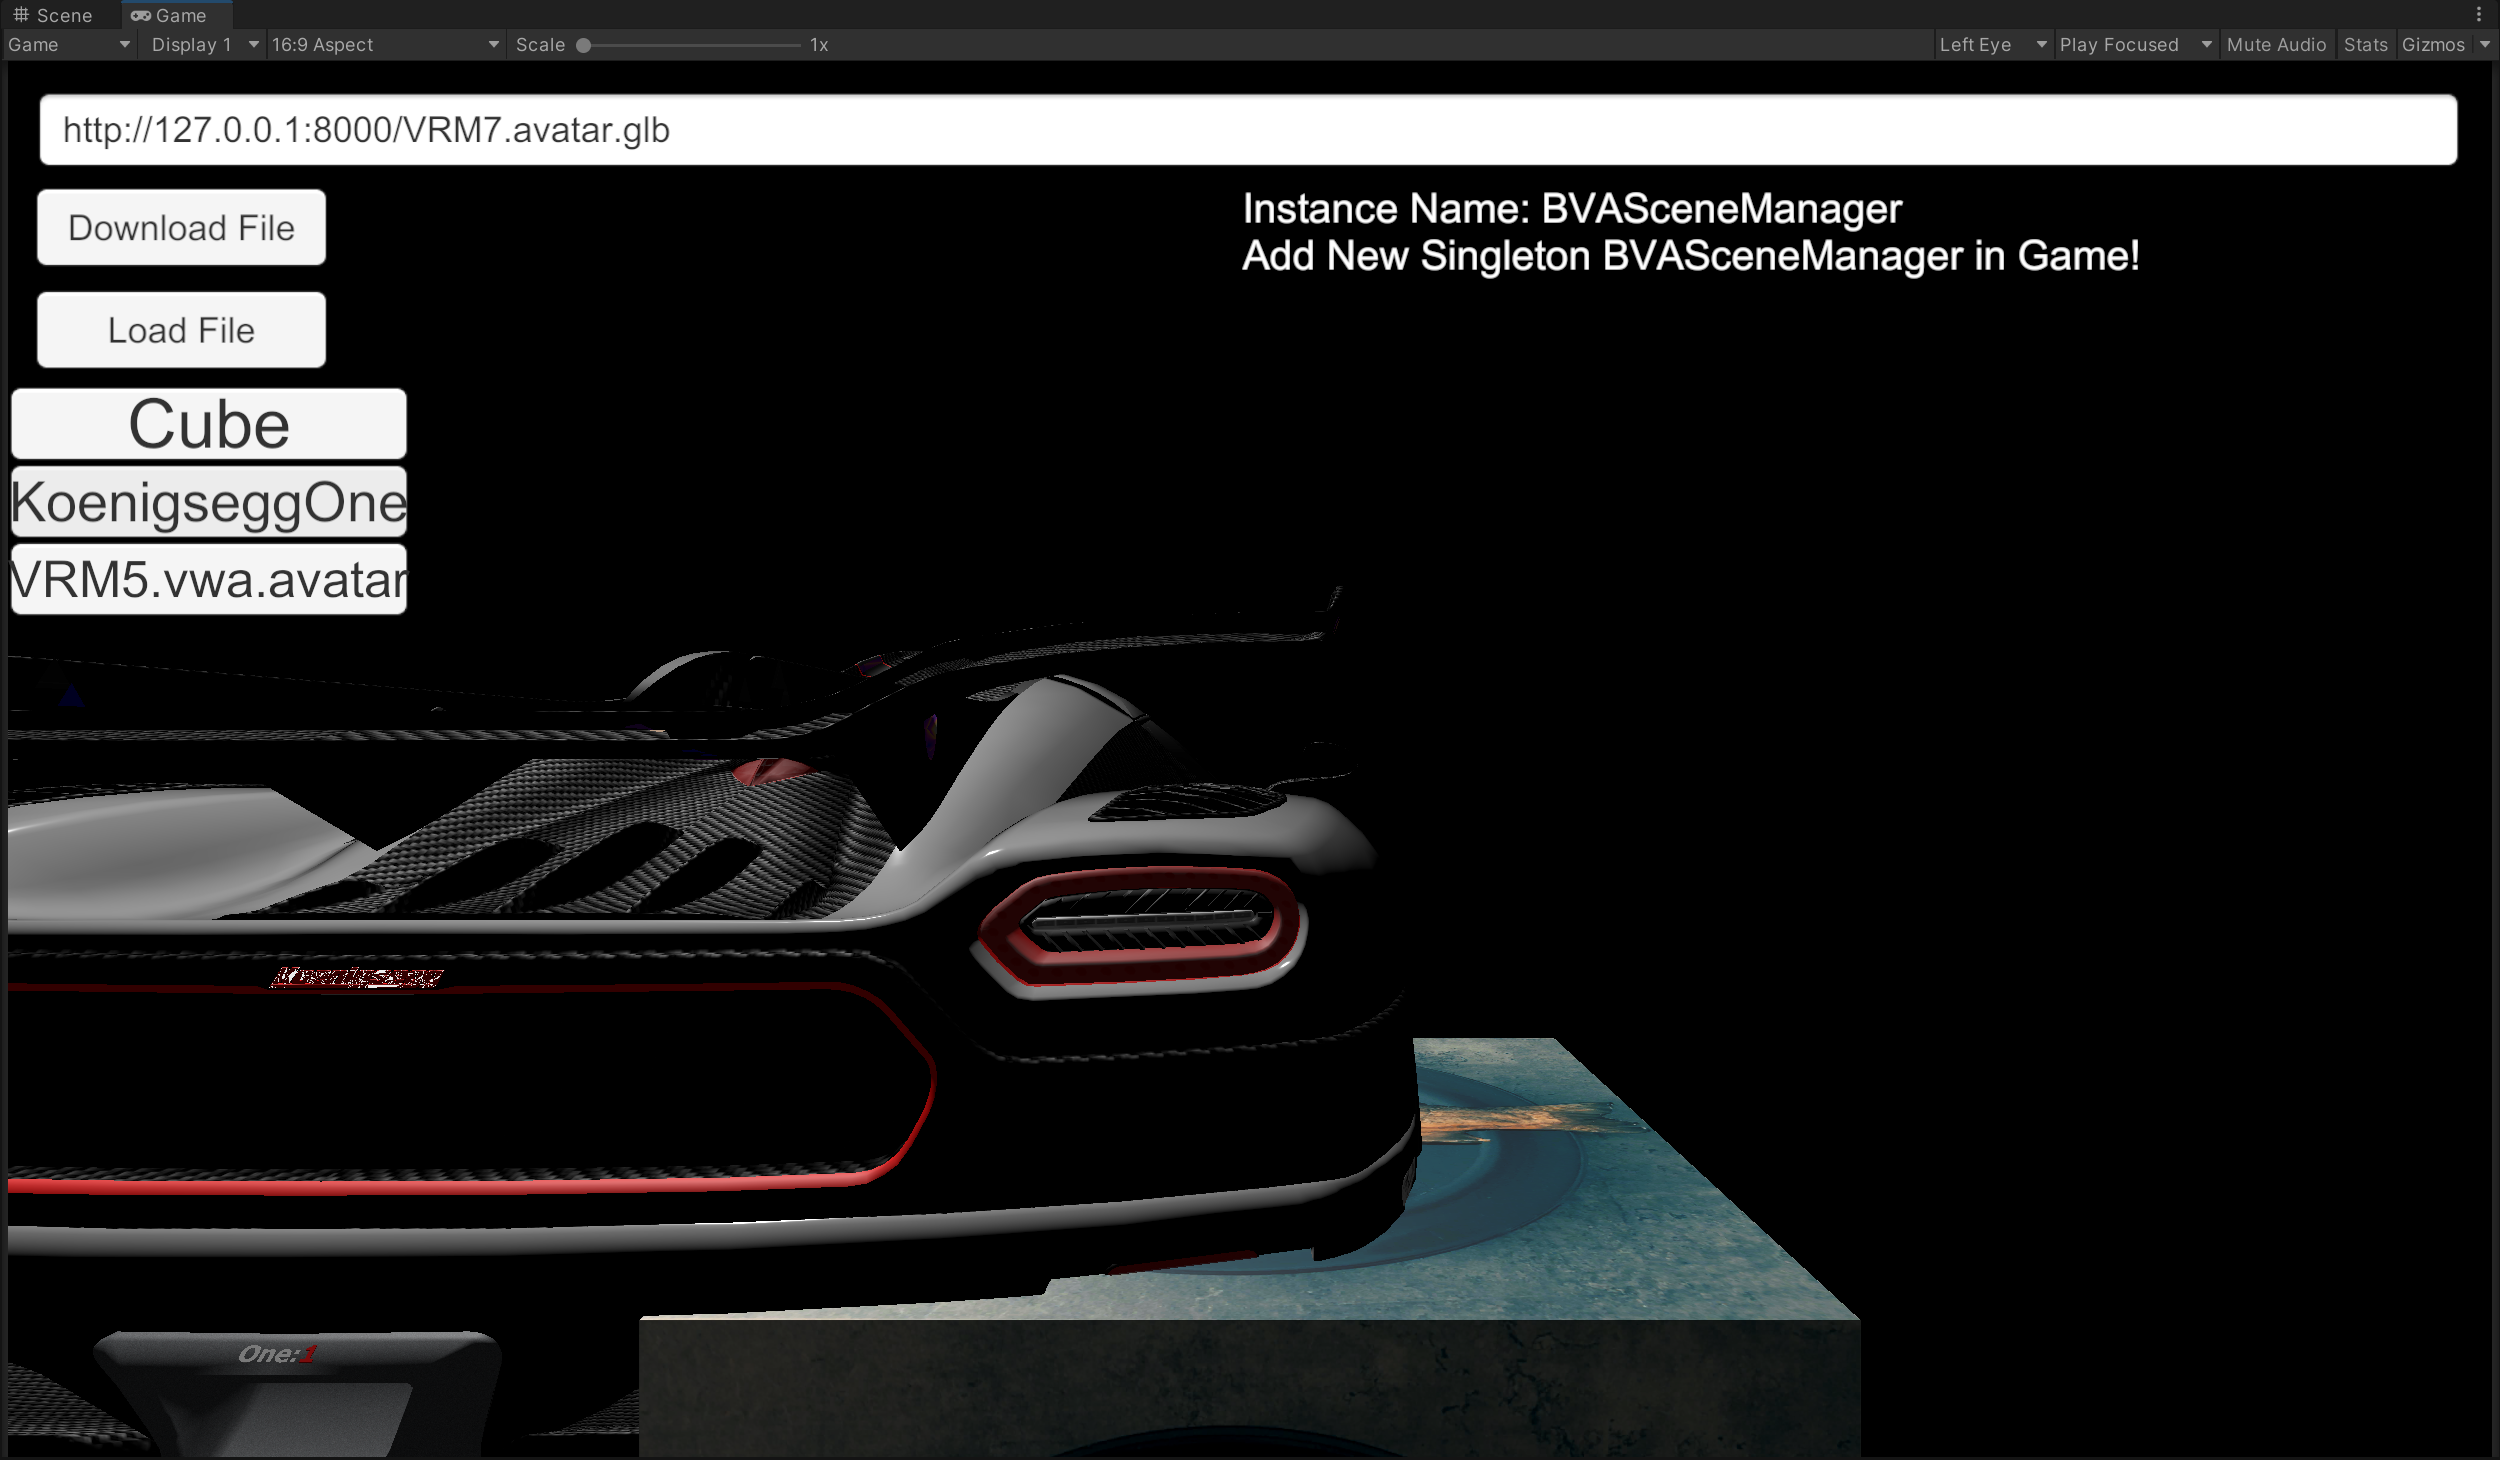 Scene Game
Game Display 1 16:9 Aspect Scale 1x Left Eye Play Focused Mute Audio Stats Gizmos
http://127.0.0.1:8000/VRM7.avatar.glb
Download File
Instance Name: BVASceneManager
Add New Singleton BVASceneManager in Game!
Load File
Cube
KoenigseggOne
VRM5.vwa.avatar
Koenigsegg
One:1